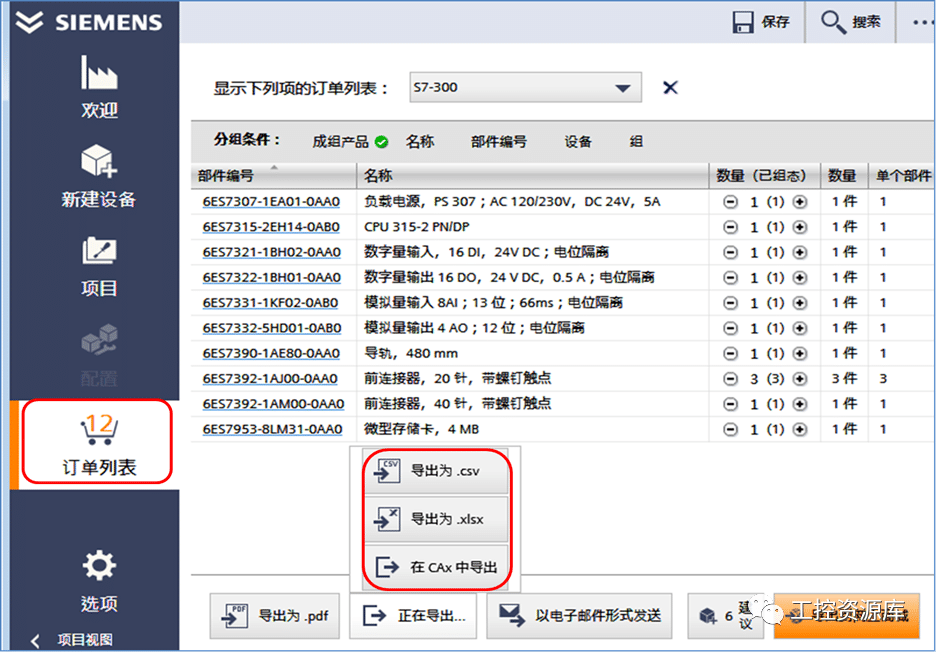 SIEMENS
保存
搜索
...
欢迎
新建设备
项目
配置
12
订单列表
选项
项目视图
显示下列项的订单列表：
S7-300
分组条件：
成组产品
名称
部件编号
设备
组
部件编号 名称 数量（已组态） 数量 单个部件
6ES7307-1EA01-0AA0 负载电源，PS 307；AC 120/230V，DC 24V，5A 1 (1) 1 件 1
6ES7315-2EH14-0AB0 CPU 315-2 PN/DP 1 (1) 1 件 1
6ES7321-1BH02-0AA0 数字量输入，16 DI，24V DC；电位隔离 1 (1) 1 件 1
6ES7322-1BH01-0AA0 数字量输出 16 DO，24 V DC，0.5 A；电位隔离 1 (1) 1 件 1
6ES7331-1KF02-0AB0 模拟量输入 8AI；13 位；66ms；电位隔离 1 (1) 1 件 1
6ES7332-5HD01-0AB0 模拟量输出 4 AO；12 位；电位隔离 1 (1) 1 件 1
6ES7390-1AE80-0AA0 导轨，480 mm 1 (1) 1 件 1
6ES7392-1AJ00-0AA0 前连接器，20 针，带螺钉触点 3 (3) 3 件 3
6ES7392-1AM00-0AA0 前连接器，40 针，带螺钉触点 1 (1) 1 件 1
6ES7953-8LM31-0AA0 微型存储卡，4 MB 1 (1) 1 件 1
CSV 导出为 .csv
X 导出为 .xlsx
在 CAx 中导出
PDF 导出为 .pdf
正在导出...
以电子邮件形式发送
6 建议
工控资源库